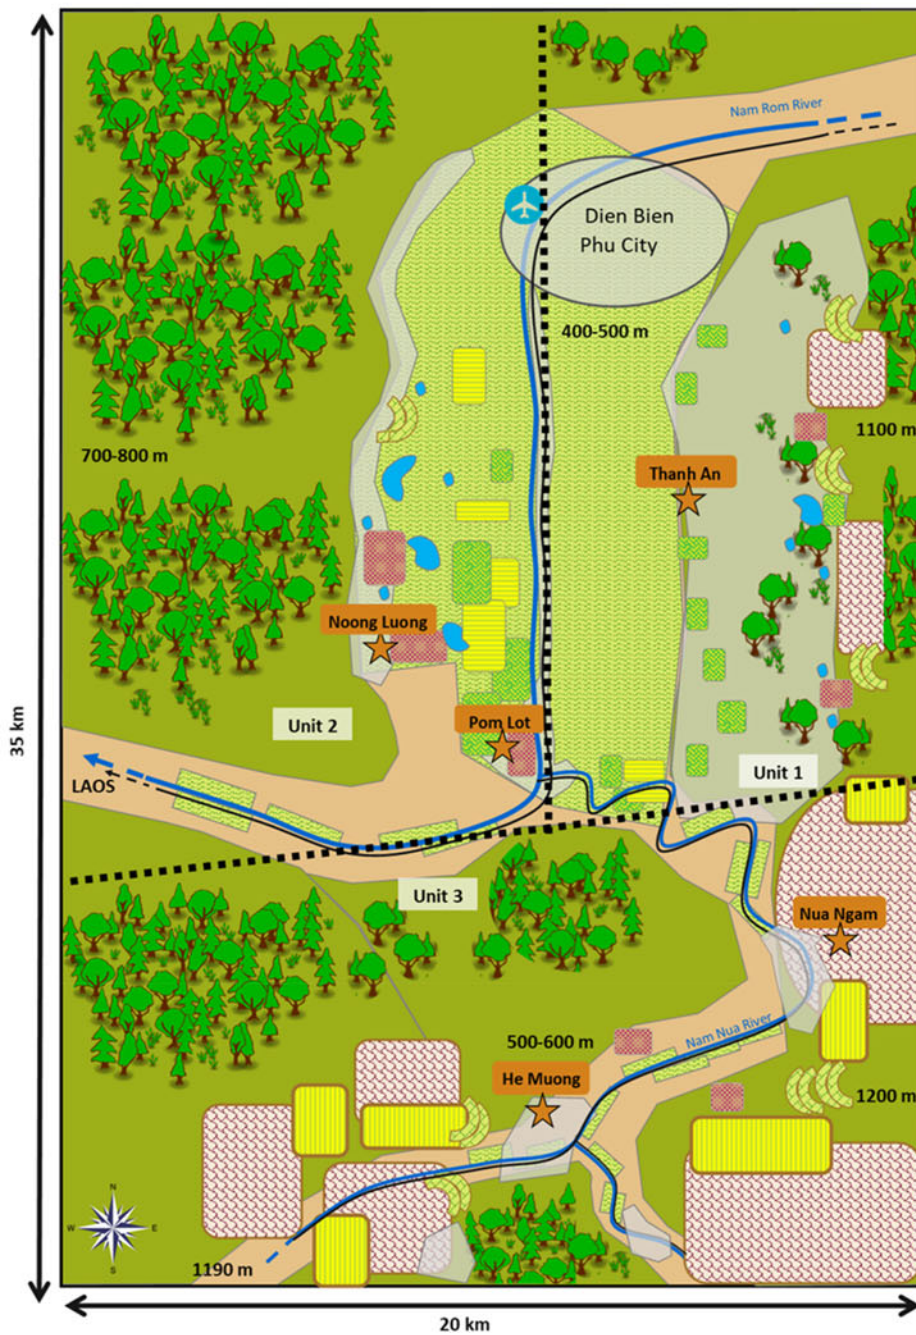 Nam Rom River
Dien Bien
Phu City
400-500 m
700-800 m
1100 m
Thanh An
Noong Luong
Unit 2
Pom Lot
Unit 1
LAOS
Unit 3
Nua Ngam
Nam Nua River
500-600 m
He Muong
1200 m
N
W
E
S
1190 m
35 km
20 km